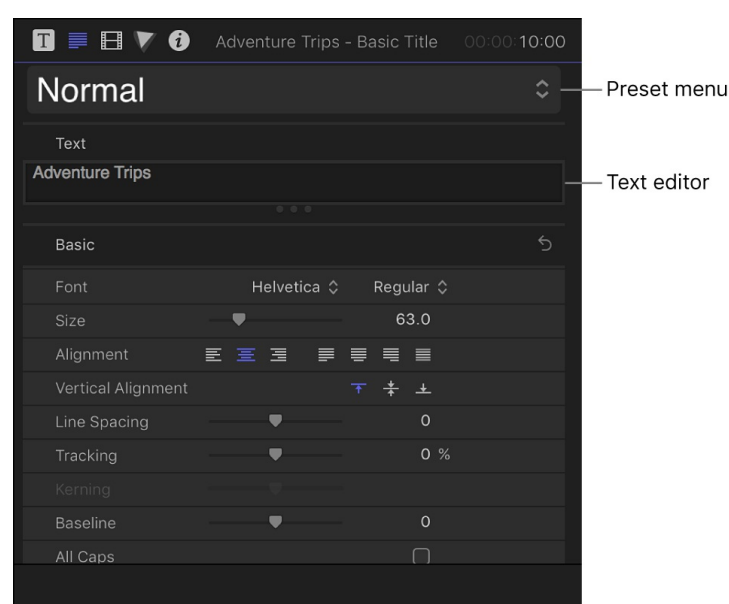 T i Adventure Trips - Basic Title 00:00:10:00
Normal
Preset menu
Text
Adventure Trips
Text editor
Basic
Font Helvetica Regular
Size 63.0
Alignment
Vertical Alignment
Line Spacing 0
Tracking 0 %
Kerning
Baseline 0
All Caps